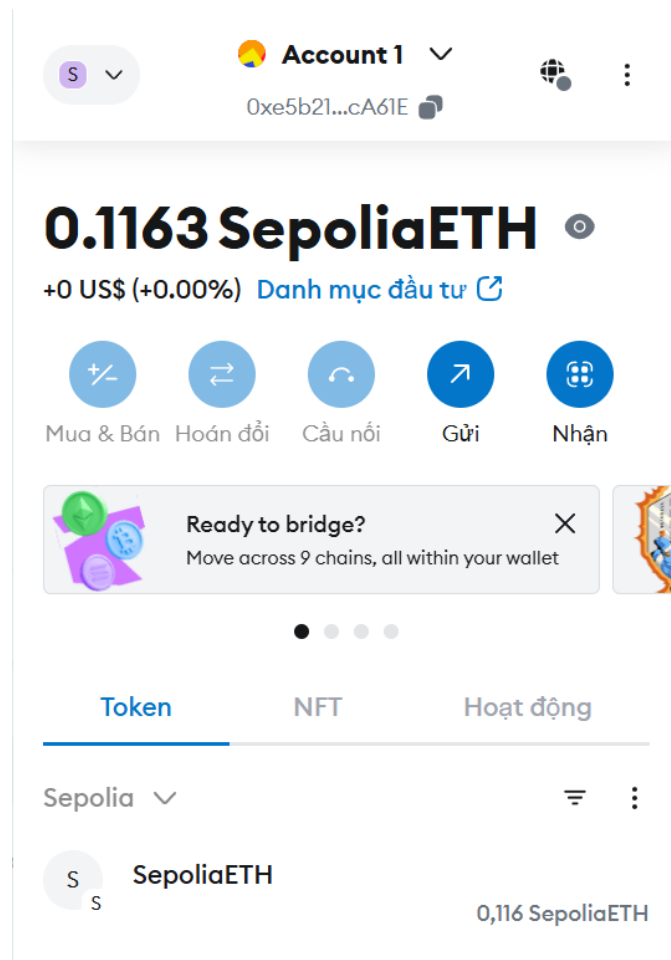 S
Account 1
0xe5b21...cA61E
0.1163 SepoliaETH
+0 US$ (+0.00%) Danh mục đầu tư
Mua & Bán Hoán đổi Cầu nối Gửi Nhận
Ready to bridge?
Move across 9 chains, all within your wallet
Token NFT Hoạt động
Sepolia
S
S
SepoliaETH
0,116 SepoliaETH